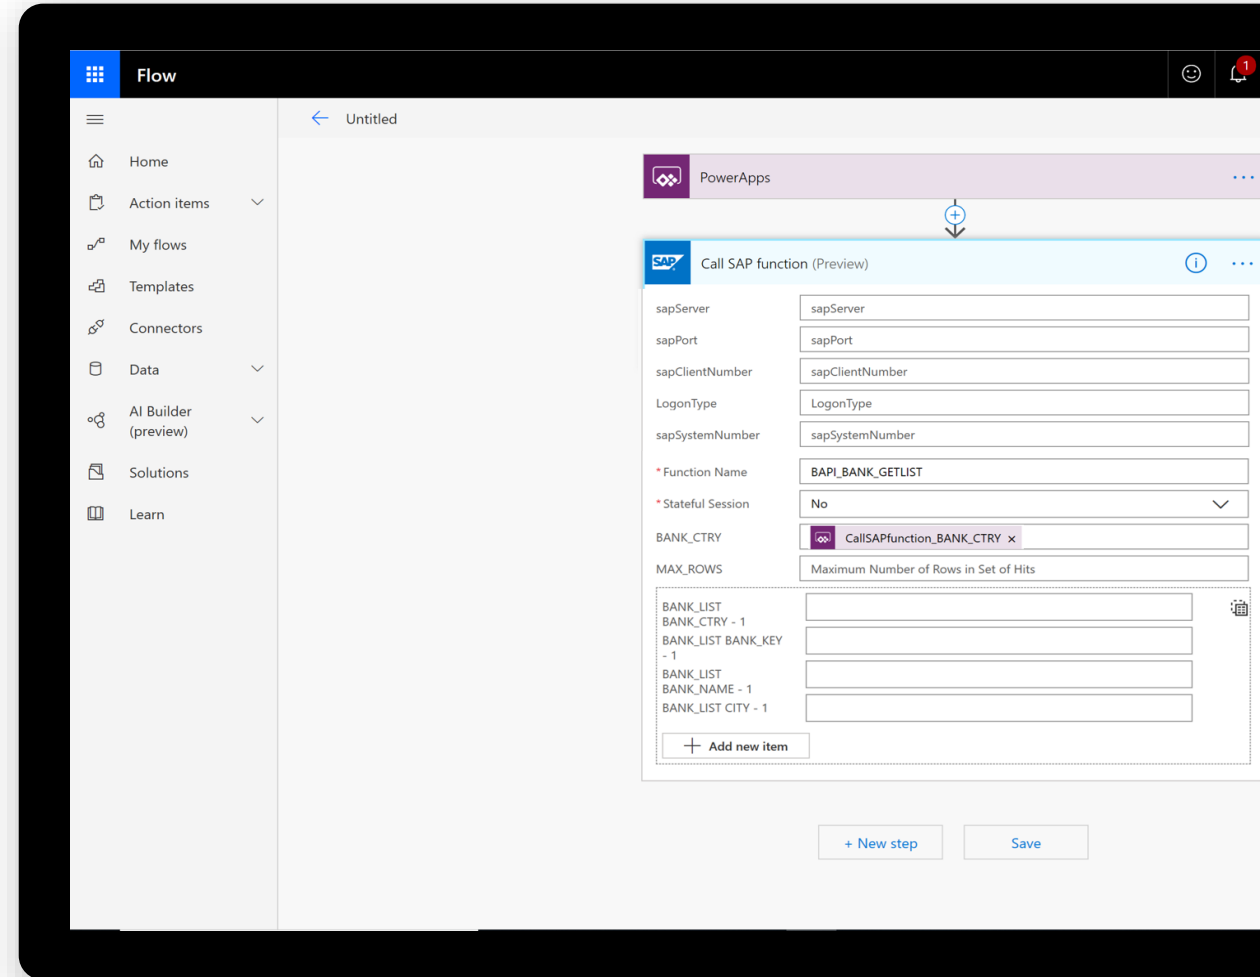 Flow
1
Untitled
Home
Action items
My flows
Templates
Connectors
Data
AI Builder
(preview)
Solutions
Learn
PowerApps
SAP
Call SAP function (Preview)
sapServer sapServer
sapPort sapPort
sapClientNumber sapClientNumber
LogonType LogonType
sapSystemNumber sapSystemNumber
* Function Name BAPI_BANK_GETLIST
* Stateful Session No
BANK_CTRY CallSAPfunction_BANK_CTRY ×
MAX_ROWS Maximum Number of Rows in Set of Hits
BANK_LIST
BANK_CTRY - 1
BANK_LIST BANK_KEY
- 1
BANK_LIST
BANK_NAME - 1
BANK_LIST CITY - 1
+ Add new item
+ New step Save